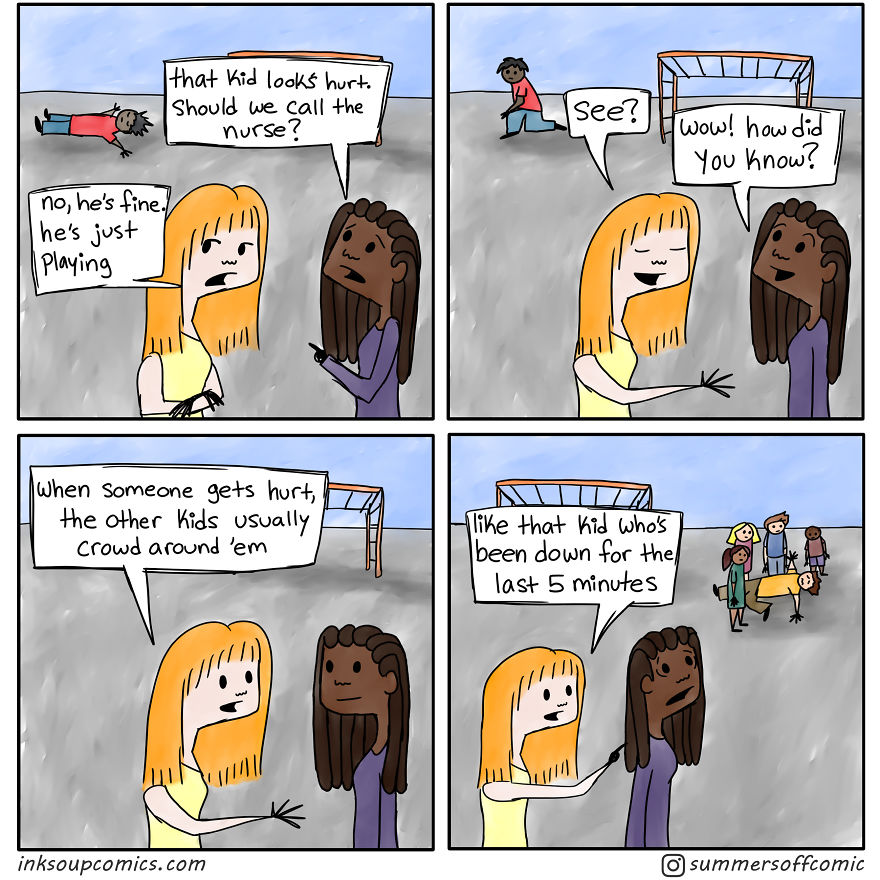 that kid looks hurt.
Should we call the
nurse?
no, he's fine.
he's just
Playing
See?
wow! how did
you know?
when someone gets hurt,
the other kids usually
crowd around 'em
like that kid who's
been down for the
last 5 minutes
inksoupcomics.com
summersoffcomic